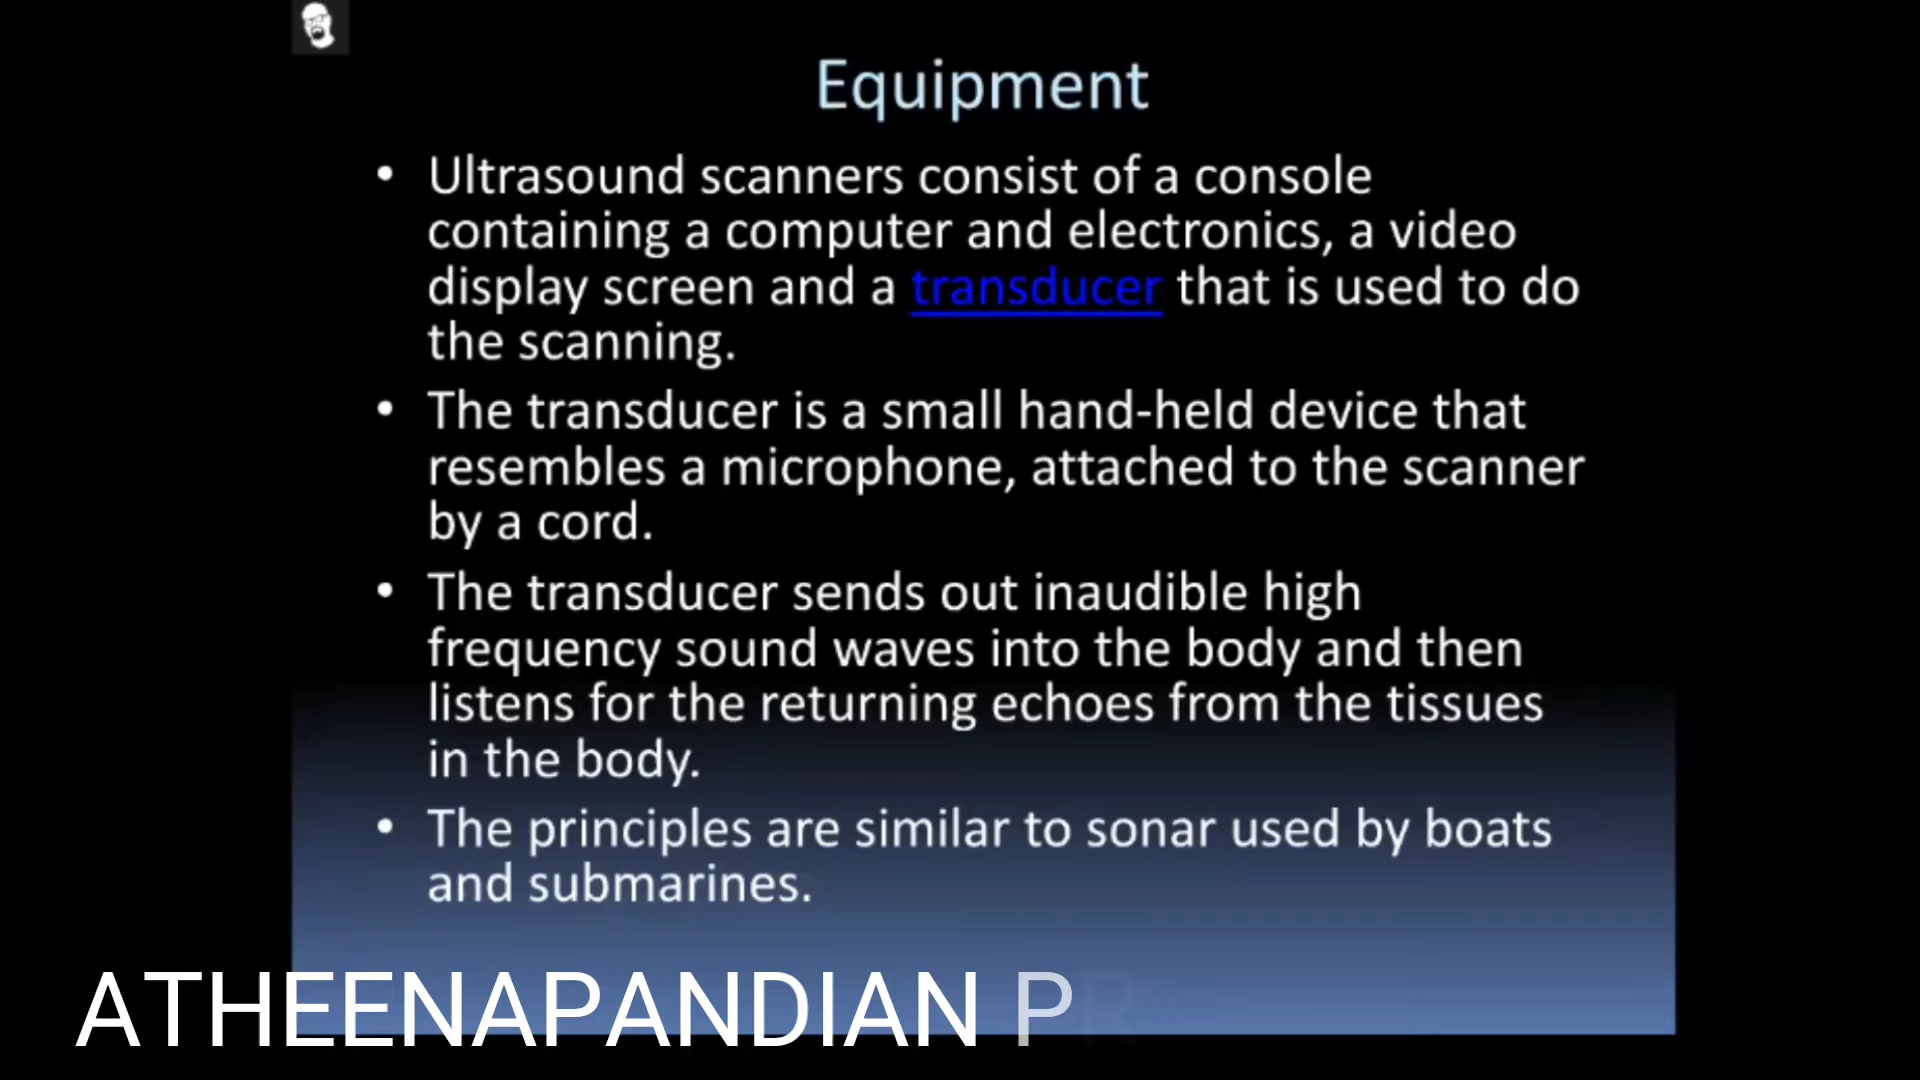 Equipment
• Ultrasound scanners consist of a console
containing a computer and electronics, a video
display screen and a transducer that is used to do
the scanning.
• The transducer is a small hand-held device that
resembles a microphone, attached to the scanner
by a cord.
• The transducer sends out inaudible high
frequency sound waves into the body and then
listens for the returning echoes from the tissues
in the body.
• The principles are similar to sonar used by boats
and submarines.
ATHEENAPANDIAN PR